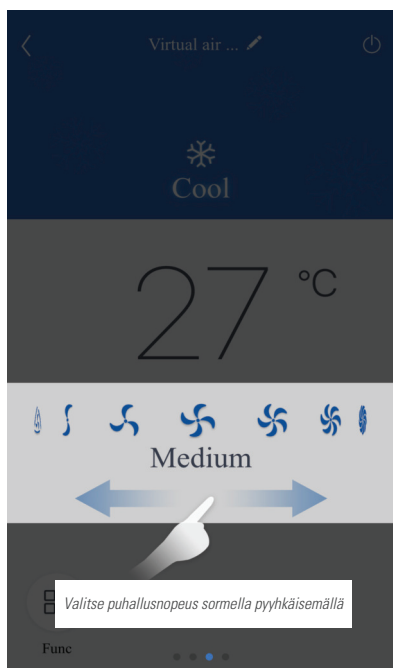 Virtual air ...
Cool
27 °C
Medium
Valitse puhallusnopeus sormella pyyhkäisemällä
Func